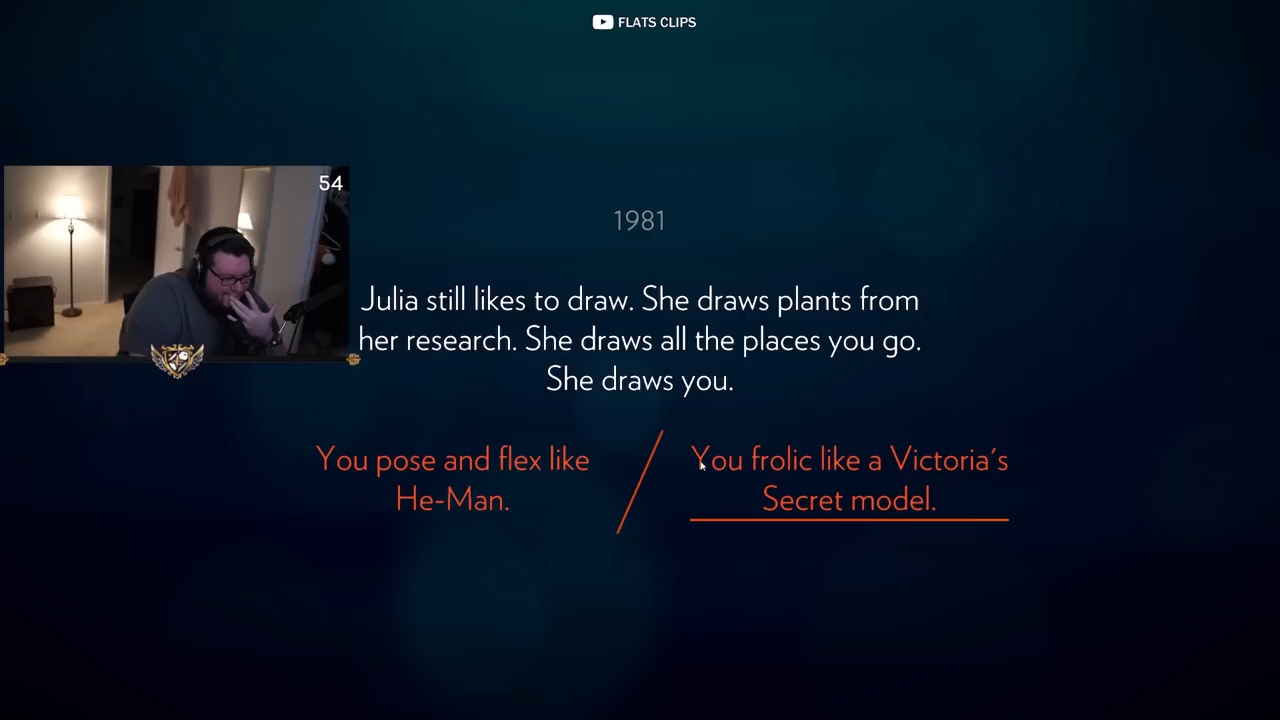 FLATS CLIPS
54
1981
Julia still likes to draw. She draws plants from
her research. She draws all the places you go.
She draws you.
You pose and flex like
He-Man.
You frolic like a Victoria's
Secret model.